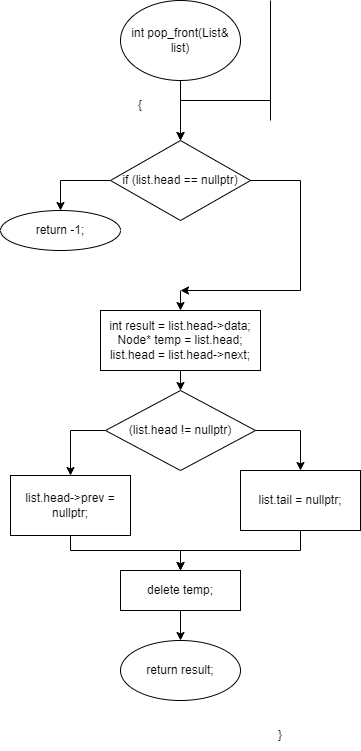 int pop_front(List&
list)
{
if (list.head == nullptr)
return -1;
int result = list.head->data;
Node* temp = list.head;
list.head = list.head->next;
(list.head != nullptr)
list.head->prev =
nullptr;
list.tail = nullptr;
delete temp;
return result;
}